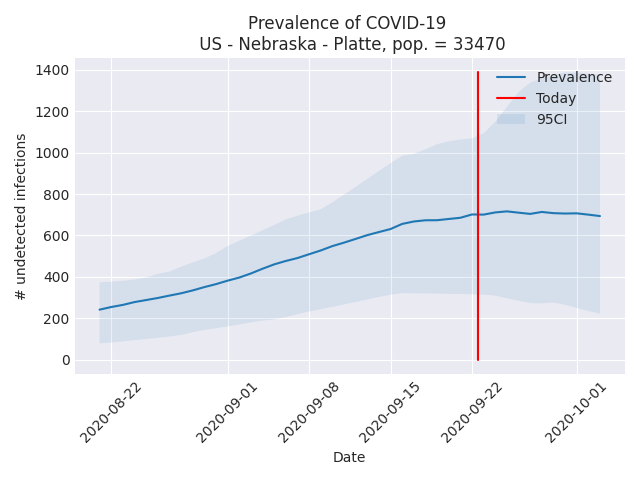 Prevalence of COVID-19
US - Nebraska - Platte, pop. = 33470
1400
1200
1000
800
600
400
200
0
# undetected infections
Prevalence
Today
95CI
2020-08-22
2020-09-01
2020-09-08
2020-09-15
2020-09-22
2020-10-01
Date